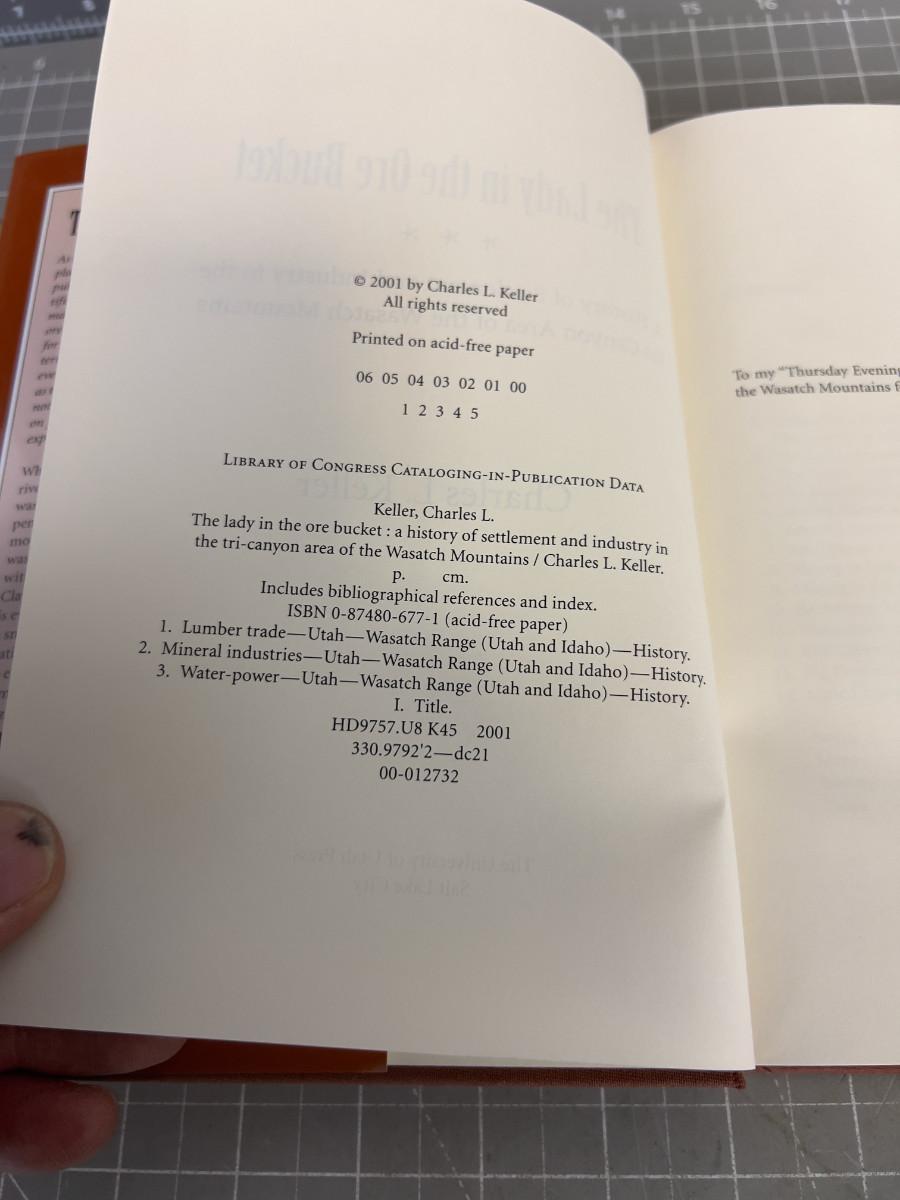 © 2001 by Charles L. Keller
All rights reserved
Printed on acid-free paper
06 05 04 03 02 01 00
1 2 3 4 5
Library of Congress Cataloging-in-Publication Data
Keller, Charles L.
The lady in the ore bucket : a history of settlement and industry in
the tri-canyon area of the Wasatch Mountains / Charles L. Keller.
p. cm.
Includes bibliographical references and index.
ISBN 0-87480-677-1 (acid-free paper)
1. Lumber trade—Utah—Wasatch Range (Utah and Idaho)—History.
2. Mineral industries—Utah—Wasatch Range (Utah and Idaho)—History.
3. Water-power—Utah—Wasatch Range (Utah and Idaho)—History.
I. Title.
HD9757.U8 K45 2001
330.9792'2—dc21
00-012732
To my "Thursday Evening
the Wasatch Mountains f